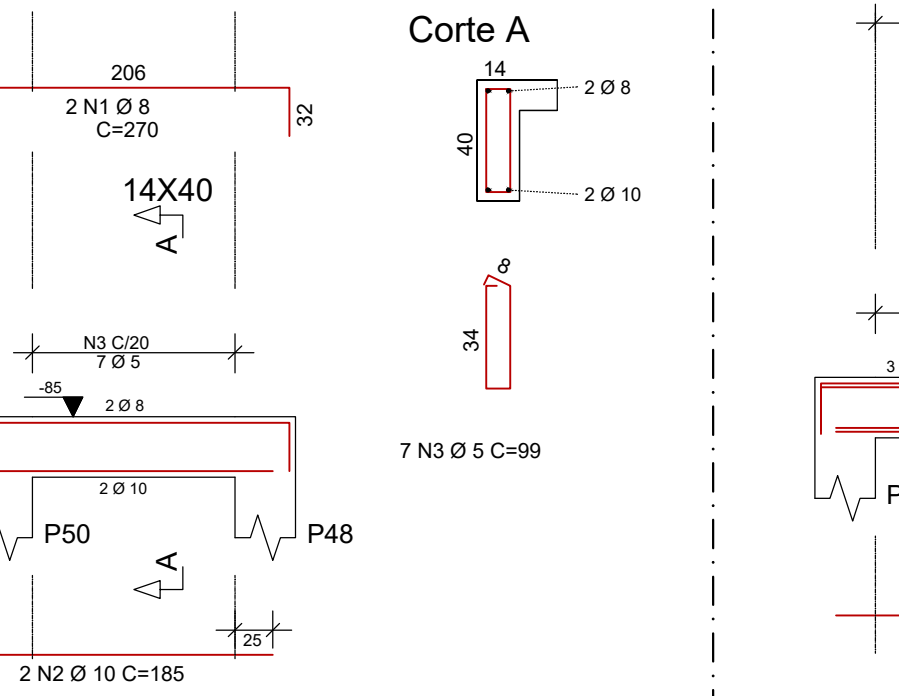 Corte A
206
2 N1 Ø 8
C=270
32
14
2 Ø 8
40
2 Ø 10
14X40
A
8
34
N3 C/20
7 Ø 5
-85
2 Ø 8
3
7 N3 Ø 5 C=99
2 Ø 10
P50
P48
P
A
25
2 N2 Ø 10 C=185